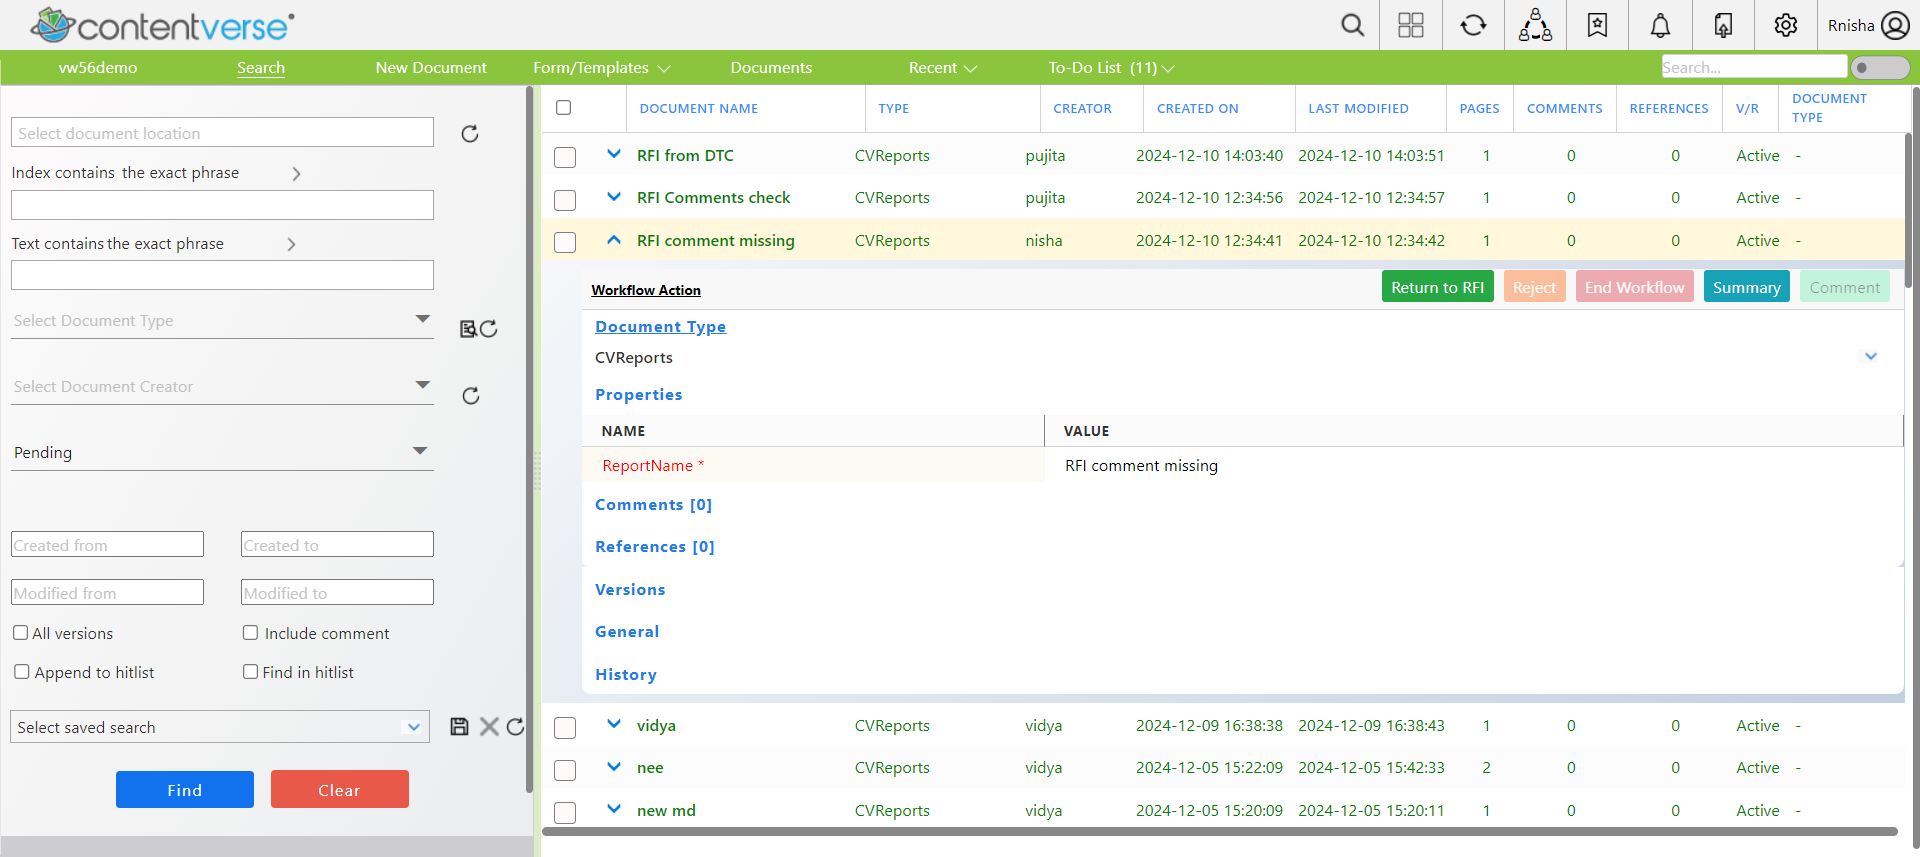 contentverse
Rnisha
vw56demo Search New Document Form/Templates Documents Recent To-Do List (11) Search...
Select document location
Index contains the exact phrase
Text contains the exact phrase
Select Document Type
Select Document Creator
Pending
Created from Created to
Modified from Modified to
All versions Include comment
Append to hitlist Find in hitlist
Select saved search
Find Clear
DOCUMENT NAME TYPE CREATOR CREATED ON LAST MODIFIED PAGES COMMENTS REFERENCES V/R DOCUMENT TYPE
RFI from DTC CVReports pujita 2024-12-10 14:03:40 2024-12-10 14:03:51 1 0 0 Active -
RFI Comments check CVReports pujita 2024-12-10 12:34:56 2024-12-10 12:34:57 1 0 0 Active -
RFI comment missing CVReports nisha 2024-12-10 12:34:41 2024-12-10 12:34:42 1 0 0 Active -
Workflow Action Return to RFI Reject End Workflow Summary Comment
Document Type
CVReports
Properties
NAME VALUE
ReportName * RFI comment missing
Comments [0]
References [0]
Versions
General
History
vidya CVReports vidya 2024-12-09 16:38:38 2024-12-09 16:38:43 1 0 0 Active -
nee CVReports vidya 2024-12-05 15:22:09 2024-12-05 15:42:33 2 0 0 Active -
new md CVReports vidya 2024-12-05 15:20:09 2024-12-05 15:20:11 1 0 0 Active -